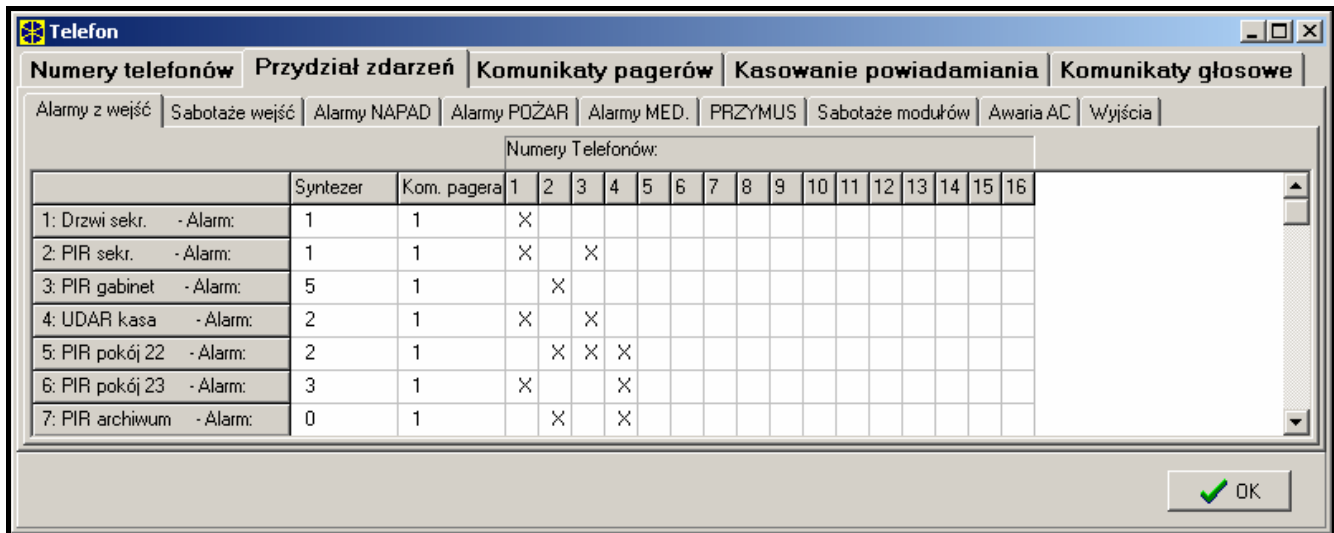 Telefon
Numery telefonów Przydział zdarzeń Komunikaty pagerów Kasowanie powiadamiania Komunikaty głosowe
Alarmy z wejść Sabotaże wejść Alarmy NAPAD Alarmy POŻAR Alarmy MED. PRZYMUS Sabotaże modułów Awaria AC Wyjścia
Numery Telefonów:
Syntezer Kom. pagera 1 2 3 4 5 6 7 8 9 10 11 12 13 14 15 16
1: Drzwi sekr. - Alarm: 1 1 X
2: PIR sekr. - Alarm: 1 1 X X
3: PIR gabinet - Alarm: 5 1 X
4: UDAR kasa - Alarm: 2 1 X X
5: PIR pokój 22 - Alarm: 2 1 X X X
6: PIR pokój 23 - Alarm: 3 1 X X
7: PIR archiwum - Alarm: 0 1 X X
OK